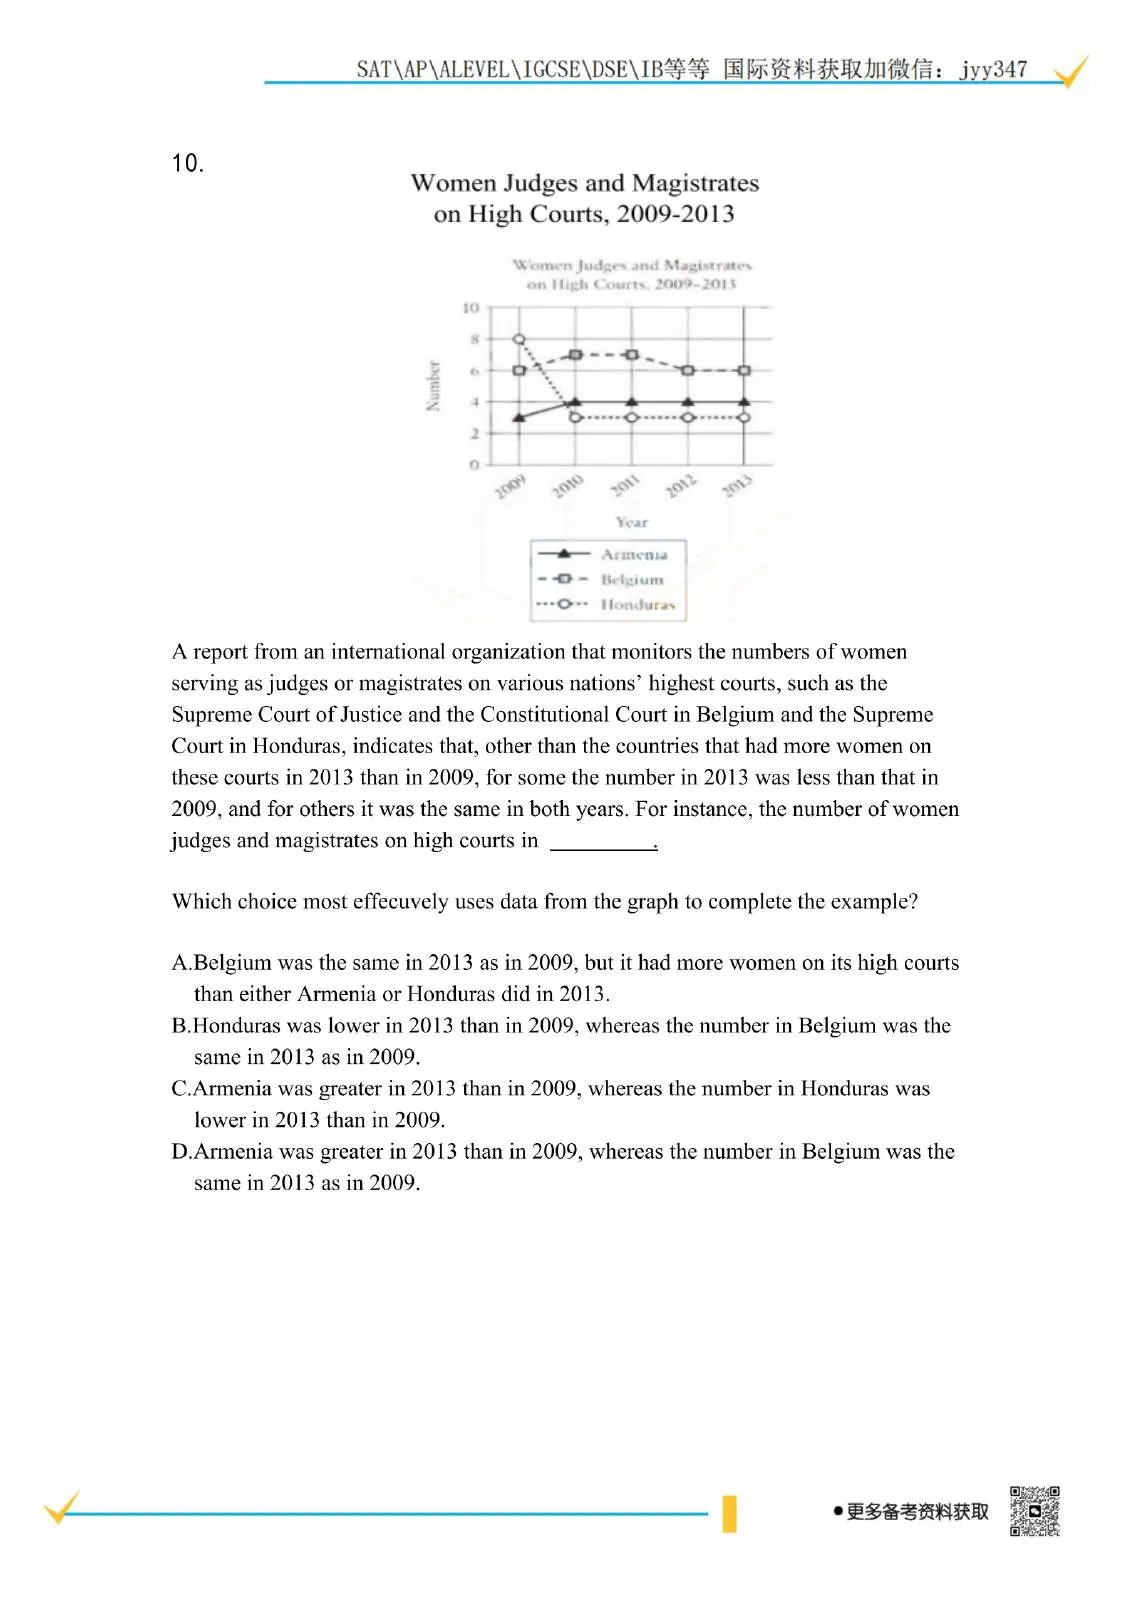 SAT\AP\ALEVEL\IGCSE\DSE\IB等等 国际资料获取加微信：jyy347
10.
Women Judges and Magistrates
on High Courts, 2009-2013
Women Judges and Magistrates
on High Courts, 2009–2013
10
8
6
4
2
0
Number
2009 2010 2011 2012 2013
Year
Armenia
Belgium
Honduras
A report from an international organization that monitors the numbers of women
serving as judges or magistrates on various nations’ highest courts, such as the
Supreme Court of Justice and the Constitutional Court in Belgium and the Supreme
Court in Honduras, indicates that, other than the countries that had more women on
these courts in 2013 than in 2009, for some the number in 2013 was less than that in
2009, and for others it was the same in both years. For instance, the number of women
judges and magistrates on high courts in __________.
Which choice most effecuvely uses data from the graph to complete the example?
A.Belgium was the same in 2013 as in 2009, but it had more women on its high courts
than either Armenia or Honduras did in 2013.
B.Honduras was lower in 2013 than in 2009, whereas the number in Belgium was the
same in 2013 as in 2009.
C.Armenia was greater in 2013 than in 2009, whereas the number in Honduras was
lower in 2013 than in 2009.
D.Armenia was greater in 2013 than in 2009, whereas the number in Belgium was the
same in 2013 as in 2009.
●更多备考资料获取